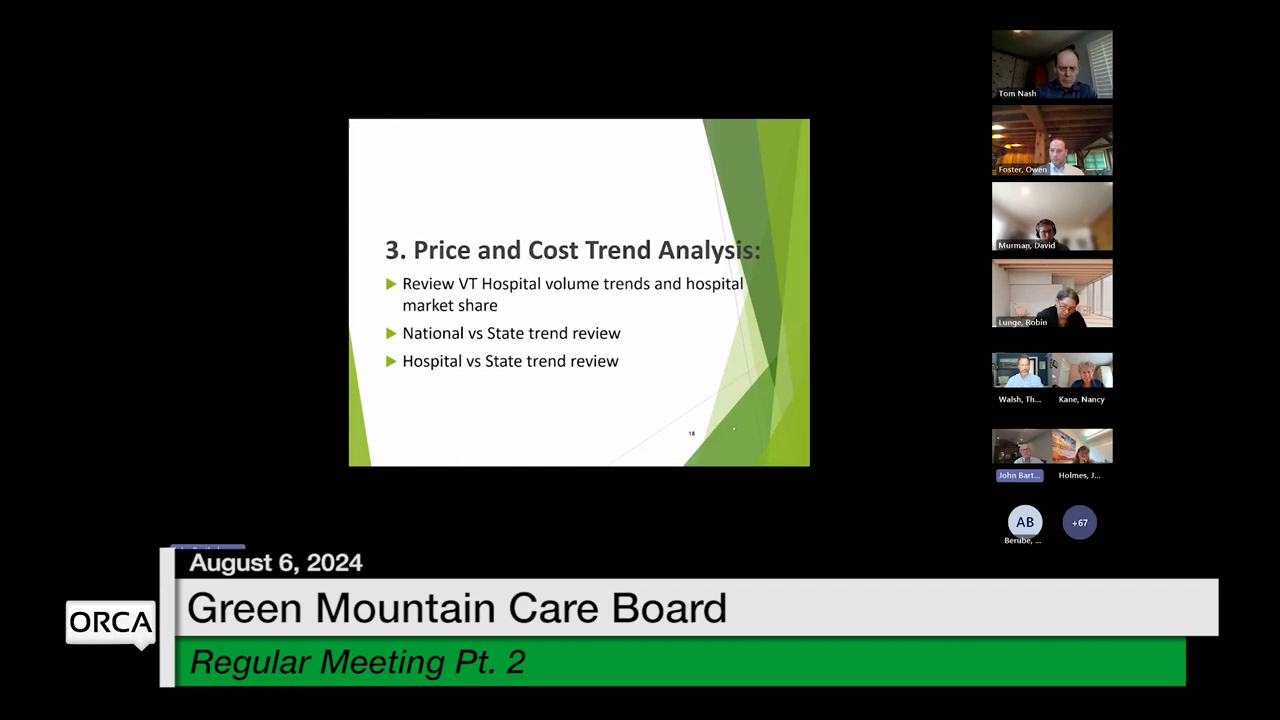 3. Price and Cost Trend Analysis:
Review VT Hospital volume trends and hospital
market share
National vs State trend review
Hospital vs State trend review
18
Tom Nash
Foster, Owen
Murman, David
Lunge, Robin
Walsh, Th...
Kane, Nancy
John Bart...
Holmes, J...
AB
+67
Berube, ...
August 6, 2024
ORCA
Green Mountain Care Board
Regular Meeting Pt. 2